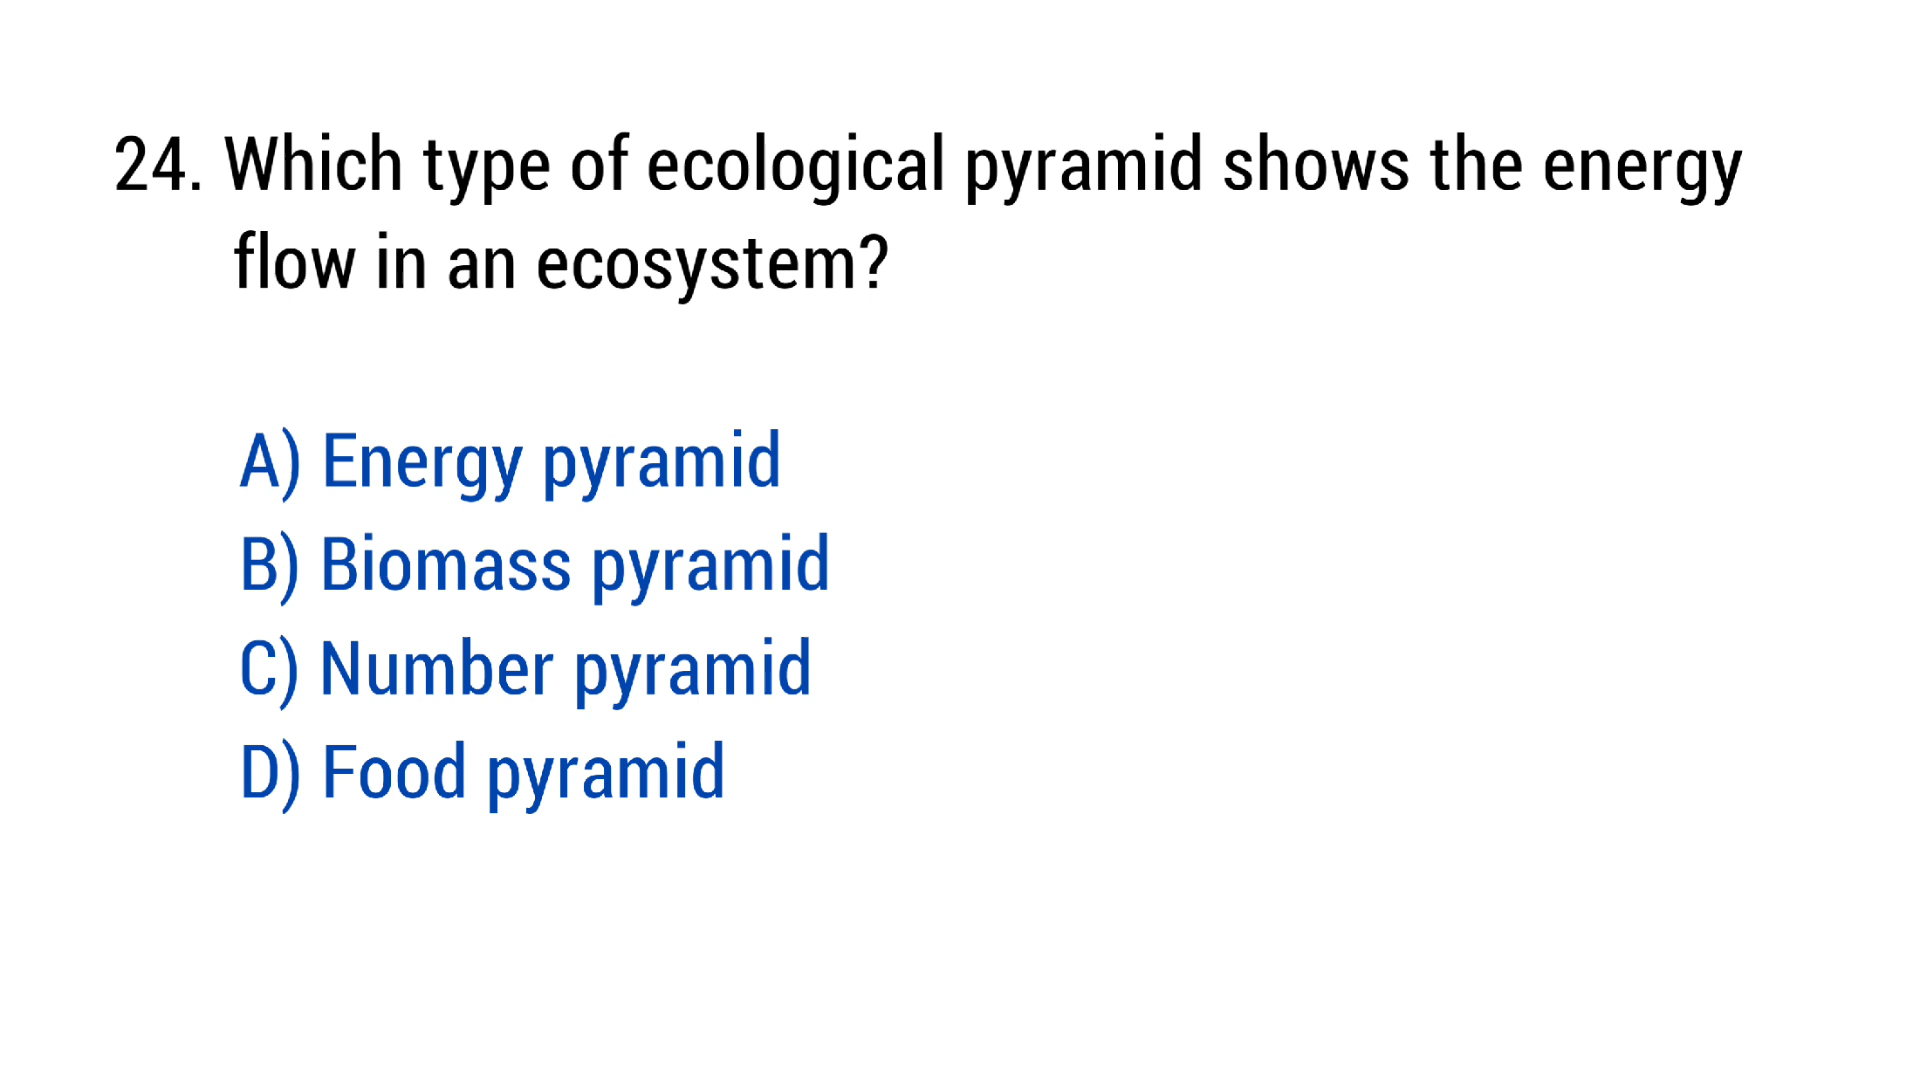 24. Which type of ecological pyramid shows the energy
flow in an ecosystem?
A) Energy pyramid
B) Biomass pyramid
C) Number pyramid
D) Food pyramid